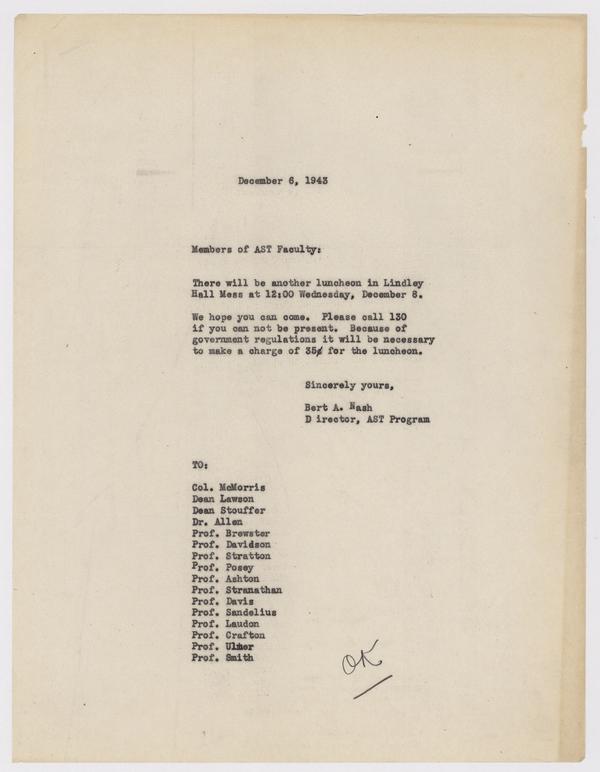 December 6, 1943
Members of AST Faculty:
There will be another luncheon in Lindley
Hall Mess at 12:00 Wednesday, December 8.
We hope you can come. Please call 130
if you can not be present. Because of
government regulations it will be necessary
to make a charge of 35¢ for the luncheon.
Sincerely yours,
Bert A. Nash
D irector, AST Program
TO:
Col. McMorris
Dean Lawson
Dean Stouffer
Dr. Allen
Prof. Brewster
Prof. Davidson
Prof. Stratton
Prof. Posey
Prof. Ashton
Prof. Stranathan
Prof. Davis
Prof. Sandelius
Prof. Laudon
Prof. Crafton
Prof. Ulmer
Prof. Smith
OK